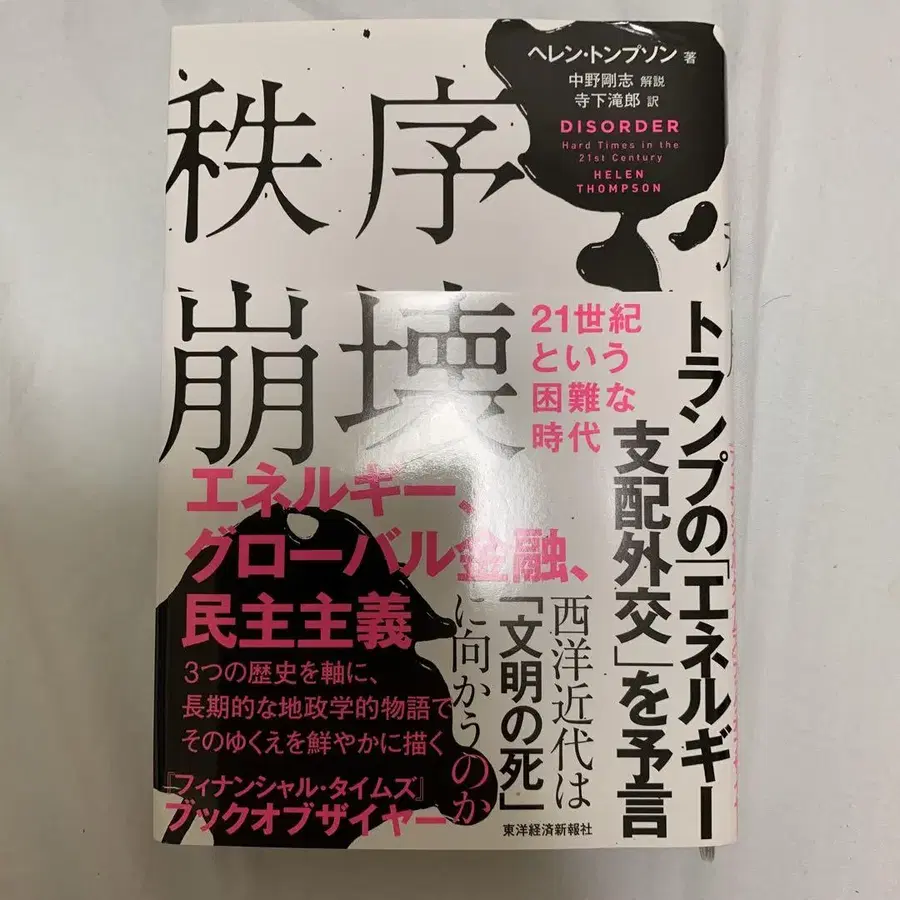 秩序
崩壊
ヘレン・トンプソン 著
中野剛志 解説
寺下滝郎 訳
DISORDER
Hard Times in the
21st Century
HELEN
THOMPSON
21世紀
という
困難な
時代
トランプの「エネルギー
支配外交」を予言
エネルギー、
グローバル金融、
民主主義
3つの歴史を軸に、
長期的な地政学的物語で
そのゆくえを鮮やかに描く
西洋近代は
「文明の死」
に向かうのか
『フィナンシャル・タイムズ』
ブックオブザイヤー
東洋経済新報社